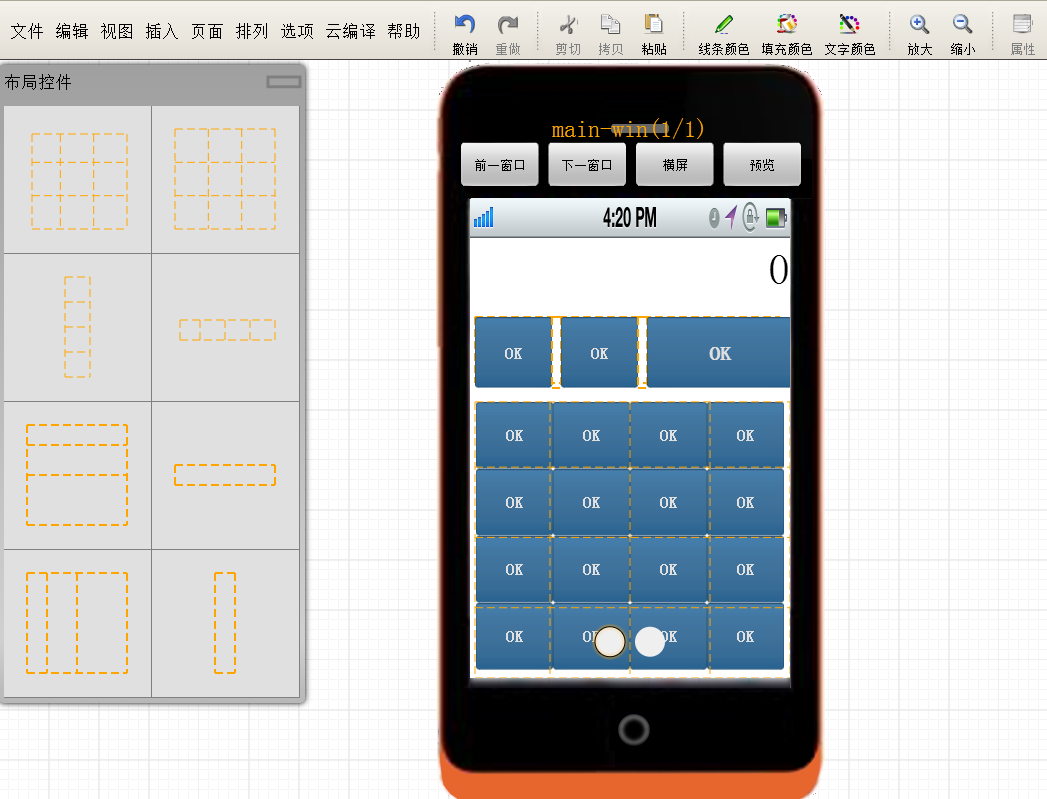 文件 编辑 视图 插入 页面 排列 选项 云编译 帮助
撤销 重做 剪切 拷贝 粘贴 线条颜色 填充颜色 文字颜色 放大 缩小 属性
布局控件
main-win(1/1)
前一窗口 下一窗口 横屏 预览
4:20 PM
0
OK OK OK
OK OK OK OK
OK OK OK OK
OK OK OK OK
OK OK OK OK